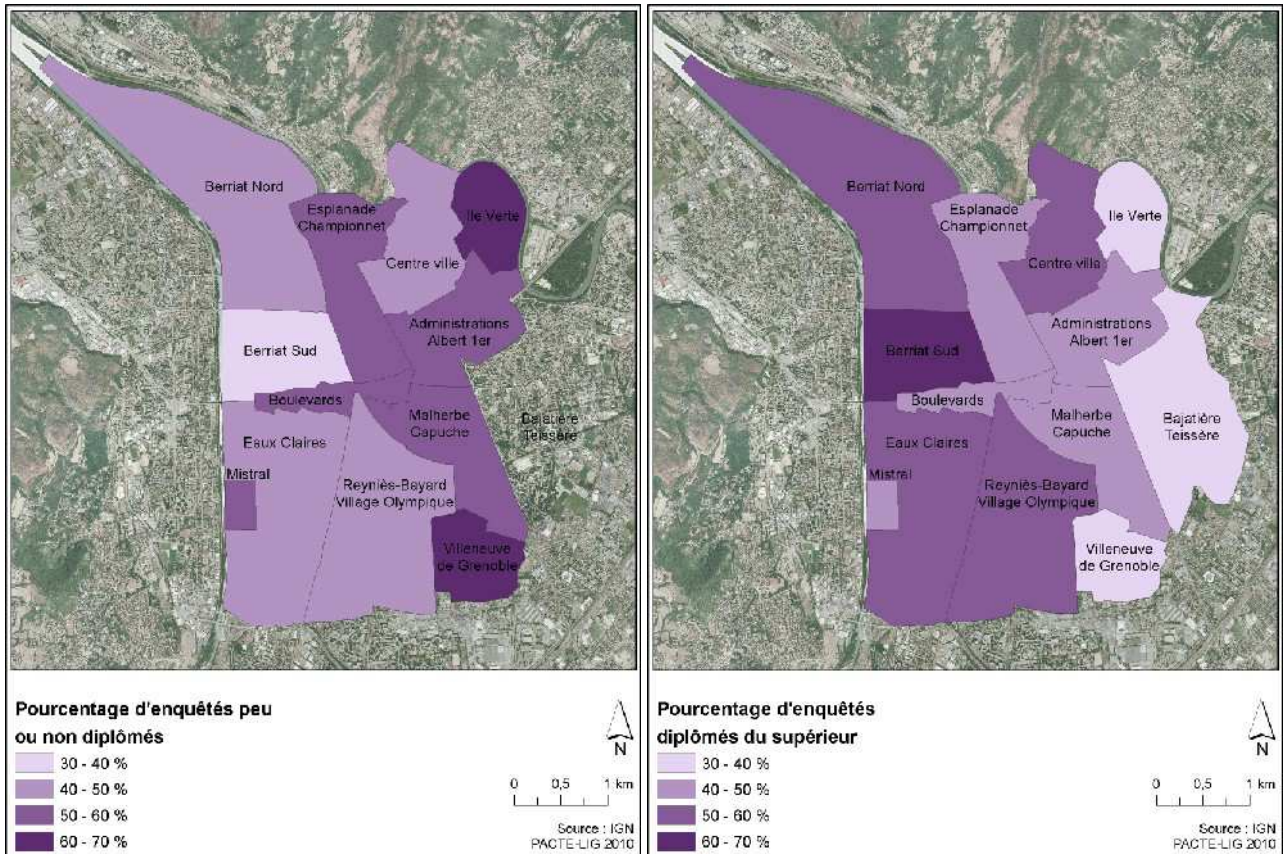 Berriat Nord
Esplanade
Championnet
Ile Verte
Centre ville
Administrations
Albert 1er
Berriat Sud
Boulevards
Malherbe
Capuche
Bajatière
Teissère
Eaux Claires
Mistral
Reyniès-Bayard
Village Olympique
Villeneuve
de Grenoble
Pourcentage d'enquêtés peu
ou non diplômés
30 - 40 %
40 - 50 %
50 - 60 %
60 - 70 %
N
0 0,5 1 km
Source : IGN
PACTE-LIG 2010
Berriat Nord
Esplanade
Championnet
Ile Verte
Centre ville
Administrations
Albert 1er
Berriat Sud
Boulevards
Malherbe
Capuche
Bajatière
Teissère
Eaux Claires
Mistral
Reyniès-Bayard
Village Olympique
Villeneuve
de Grenoble
Pourcentage d'enquêtés
diplômés du supérieur
30 - 40 %
40 - 50 %
50 - 60 %
60 - 70 %
N
0 0,5 1 km
Source : IGN
PACTE-LIG 2010